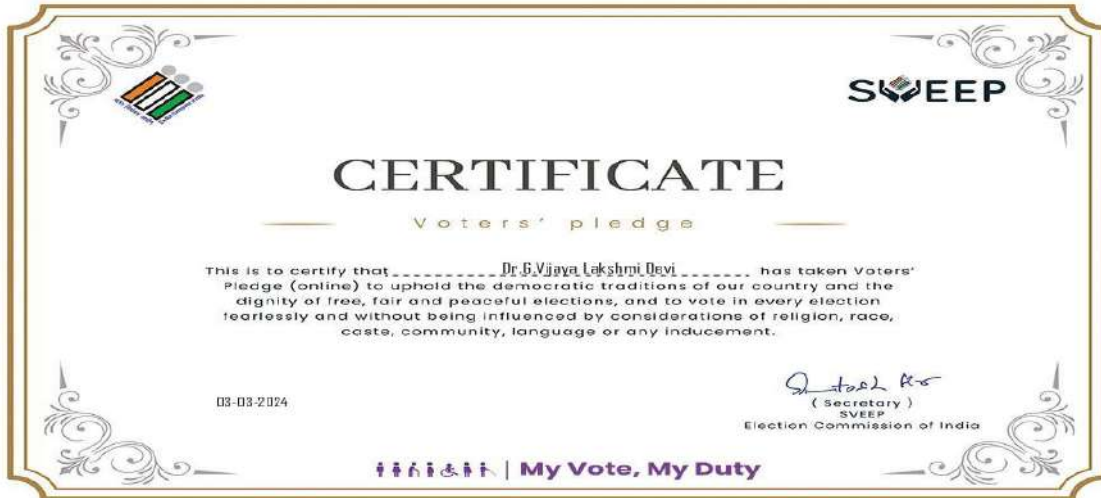 SWEEP
CERTIFICATE
Voters' pledge
This is to certify that Dr.G.Vijaya Lakshmi Devi has taken Voters'
Pledge (online) to uphold the democratic traditions of our country and the
dignity of free, fair and peaceful elections, and to vote in every election
fearlessly and without being influenced by considerations of religion, race,
caste, community, language or any inducement.
03-03-2024
( Secretary )
SVEEP
Election Commission of India
My Vote, My Duty